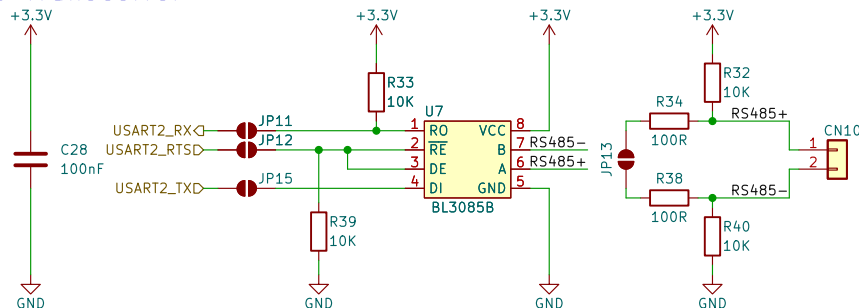 +3.3V
+3.3V
+3.3V
+3.3V
R33
10K
R32
10K
U7
R34
100R
RS485+
CN10
JP11
USART2_RX
1
RO
VCC
8
JP12
USART2_RTS
2
RE
B
7
RS485-
3
DE
A
6
RS485+
JP13
1
2
C28
100nF
JP15
USART2_TX
4
DI
GND
5
R38
100R
RS485-
BL3085B
R39
10K
R40
10K
GND
GND
GND
GND